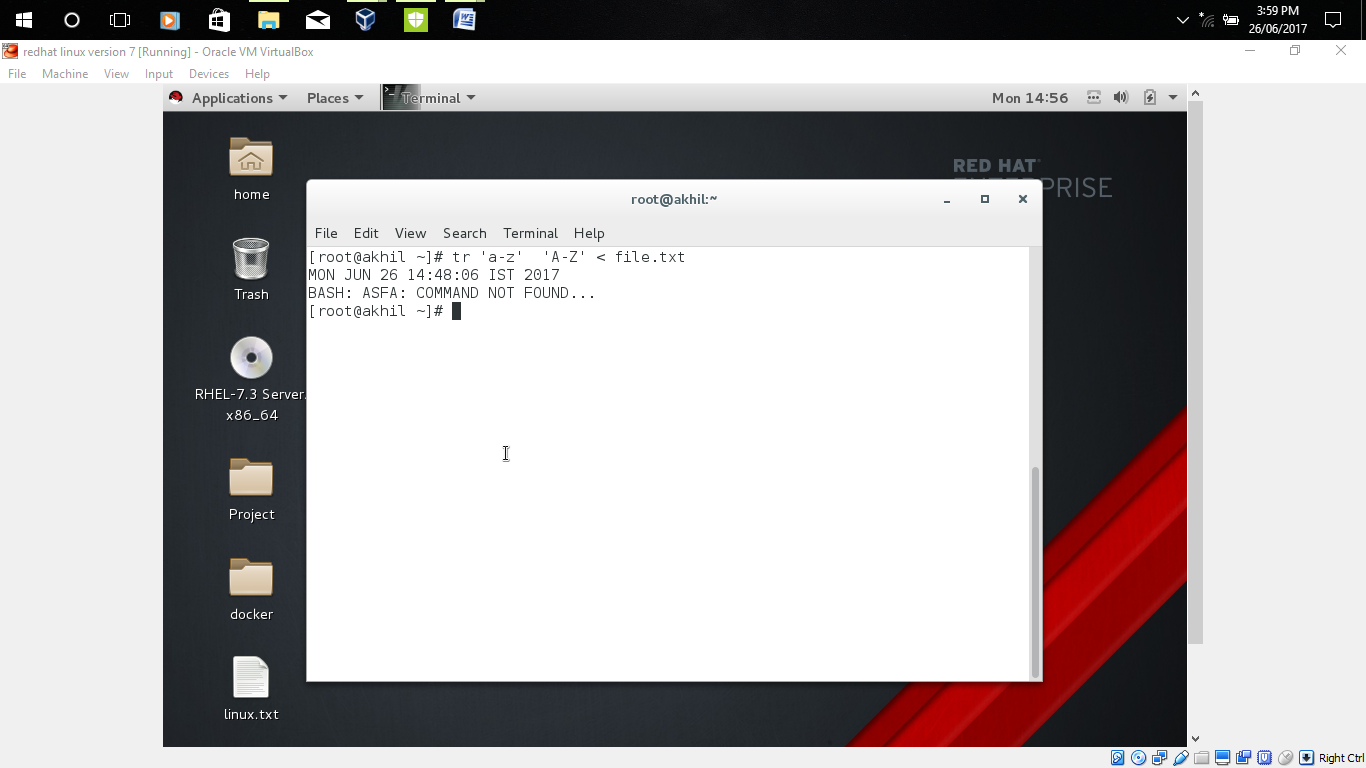 3:59 PM
26/06/2017
redhat linux version 7 [Running] - Oracle VM VirtualBox
File Machine View Input Devices Help
Applications Places Terminal Mon 14:56
home
Trash
RHEL-7.3 Server.
x86_64
Project
docker
linux.txt
RED HAT
ENTERPRISE
root@akhil:~
File Edit View Search Terminal Help
[root@akhil ~]# tr 'a-z'  'A-Z' < file.txt
MON JUN 26 14:48:06 IST 2017
BASH: ASFA: COMMAND NOT FOUND...
[root@akhil ~]#
Right Ctrl